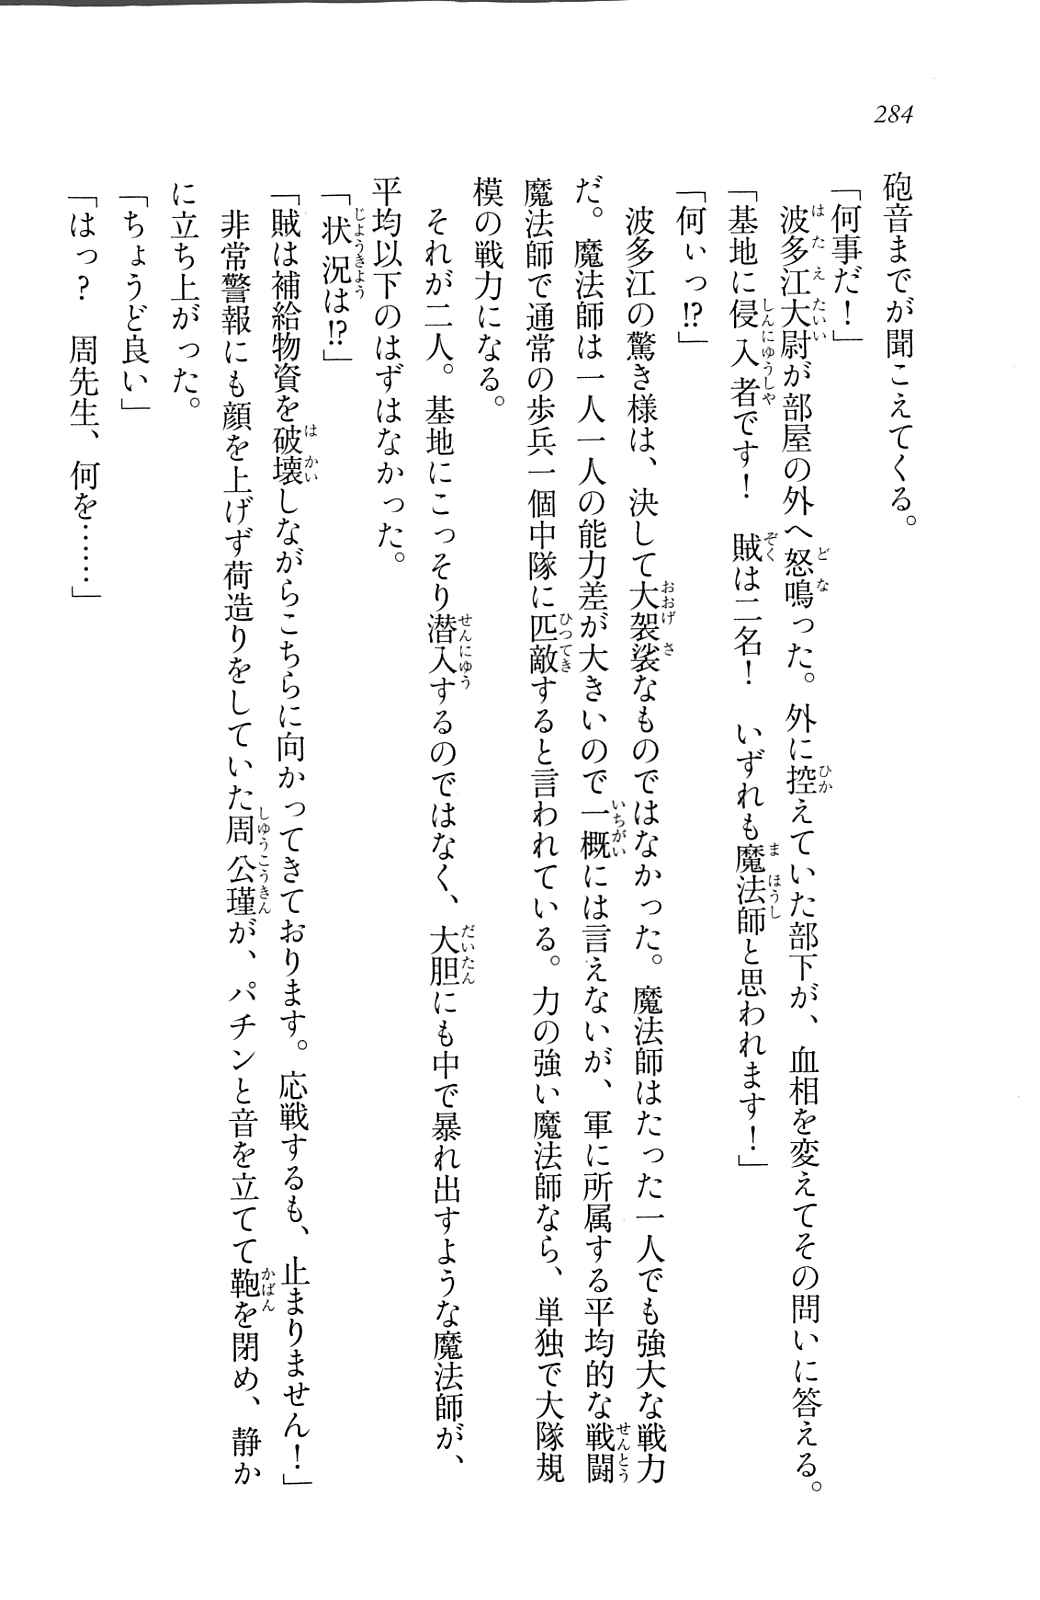 284
砲音までが聞こえてくる。
「何事だ！」
波多江大尉が部屋の外へ怒鳴った。外に控えていた部下が、血相を変えてその問いに答える。
「基地に侵入者です！　賊は二名！　いずれも魔法師と思われます！」
「何ぃっ!?」
波多江の驚き様は、決して大袈裟なものではなかった。魔法師はたった一人でも強大な戦力
だ。魔法師は一人一人の能力差が大きいので一概には言えないが、軍に所属する平均的な戦闘
魔法師で通常の歩兵一個中隊に匹敵すると言われている。力の強い魔法師なら、単独で大隊規
模の戦力になる。
それが二人。基地にこっそり潜入するのではなく、大胆にも中で暴れ出すような魔法師が、
平均以下のはずはなかった。
「状況は!?」
「賊は補給物資を破壊しながらこちらに向かってきております。応戦するも、止まりません！」
非常警報にも顔を上げず荷造りをしていた周公瑾が、パチンと音を立てて鞄を閉め、静か
に立ち上がった。
「ちょうど良い」
「はっ？　周先生、何を……」